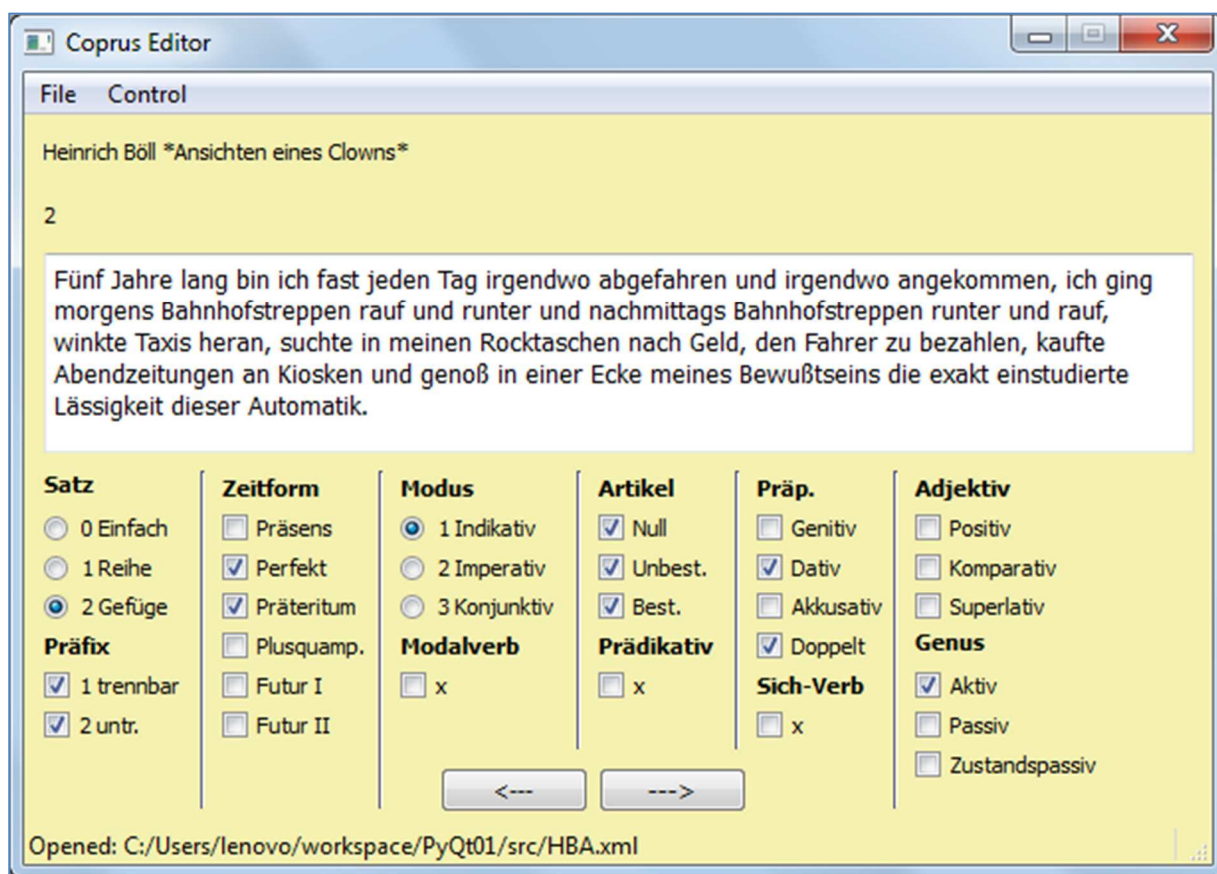 Coprus Editor
File Control
Heinrich Böll *Ansichten eines Clowns*
2
Fünf Jahre lang bin ich fast jeden Tag irgendwo abgefahren und irgendwo angekommen, ich ging
morgens Bahnhofstreppen rauf und runter und nachmittags Bahnhofstreppen runter und rauf,
winkte Taxis heran, suchte in meinen Rocktaschen nach Geld, den Fahrer zu bezahlen, kaufte
Abendzeitungen an Kiosken und genoß in einer Ecke meines Bewußtseins die exakt einstudierte
Lässigkeit dieser Automatik.
Satz
0 Einfach
1 Reihe
2 Gefüge
Präfix
1 trennbar
2 untr.
Zeitform
Präsens
Perfekt
Präteritum
Plusquamp.
Futur I
Futur II
Modus
1 Indikativ
2 Imperativ
3 Konjunktiv
Modalverb
x
Artikel
Null
Unbest.
Best.
Prädikativ
x
Präp.
Genitiv
Dativ
Akkusativ
Doppelt
Sich-Verb
x
Adjektiv
Positiv
Komparativ
Superlativ
Genus
Aktiv
Passiv
Zustandspassiv
<--- --->
Opened: C:/Users/lenovo/workspace/PyQt01/src/HBA.xml